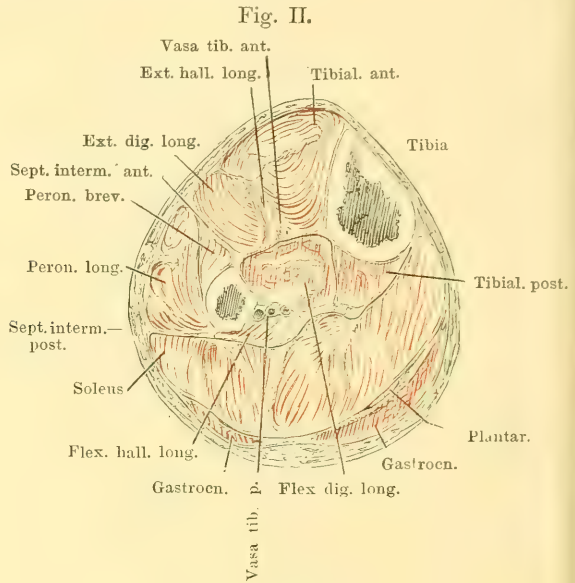 Fig. II.
Vasa tib. ant.
Ext. hall. long.
Tibial. ant.
Ext. dig. long.
Tibia
Sept. interm. ant.
Peron. brev.
Peron. long.
Tibial. post.
Sept. interm.—
post.
Soleus
Plantar.
Flex. hall. long.
Gastrocn.
Gastrocn.
Flex dig. long.
Vasa tib. p.